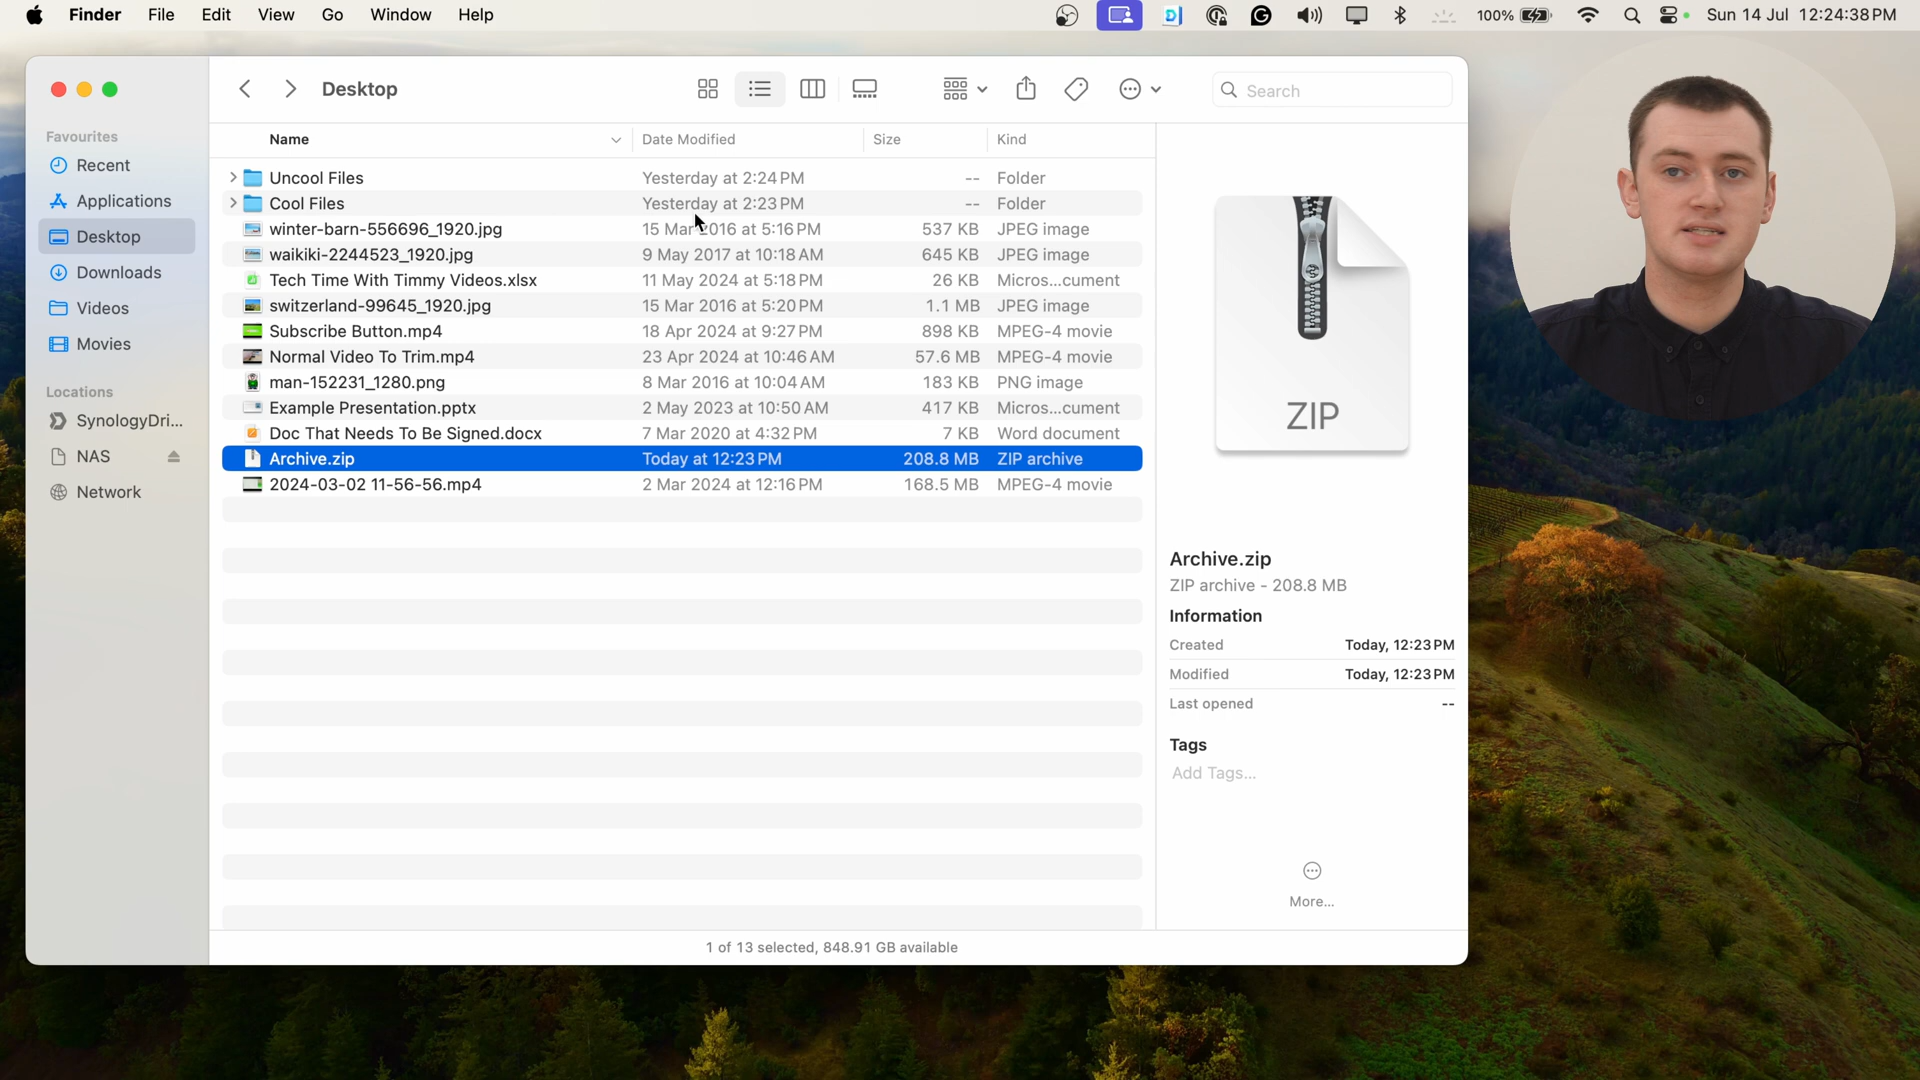 Finder File Edit View Go Window Help 100% Sun 14 Jul 12:24:38 PM
Desktop
Search
Favourites
Recent
Applications
Desktop
Downloads
Videos
Movies
Locations
SynologyDri...
NAS
Network
Name Date Modified Size Kind
Uncool Files Yesterday at 2:24 PM -- Folder
Cool Files Yesterday at 2:23 PM -- Folder
winter-barn-556696_1920.jpg 15 Mar 2016 at 5:16 PM 537 KB JPEG image
waikiki-2244523_1920.jpg 9 May 2017 at 10:18 AM 645 KB JPEG image
Tech Time With Timmy Videos.xlsx 11 May 2024 at 5:18 PM 26 KB Micros...cument
switzerland-99645_1920.jpg 15 Mar 2016 at 5:20 PM 1.1 MB JPEG image
Subscribe Button.mp4 18 Apr 2024 at 9:27 PM 898 KB MPEG-4 movie
Normal Video To Trim.mp4 23 Apr 2024 at 10:46 AM 57.6 MB MPEG-4 movie
man-152231_1280.png 8 Mar 2016 at 10:04 AM 183 KB PNG image
Example Presentation.pptx 2 May 2023 at 10:50 AM 417 KB Micros...cument
Doc That Needs To Be Signed.docx 7 Mar 2020 at 4:32 PM 7 KB Word document
Archive.zip Today at 12:23 PM 208.8 MB ZIP archive
2024-03-02 11-56-56.mp4 2 Mar 2024 at 12:16 PM 168.5 MB MPEG-4 movie
ZIP
Archive.zip
ZIP archive - 208.8 MB
Information
Created Today, 12:23 PM
Modified Today, 12:23 PM
Last opened --
Tags
Add Tags...
More...
1 of 13 selected, 848.91 GB available